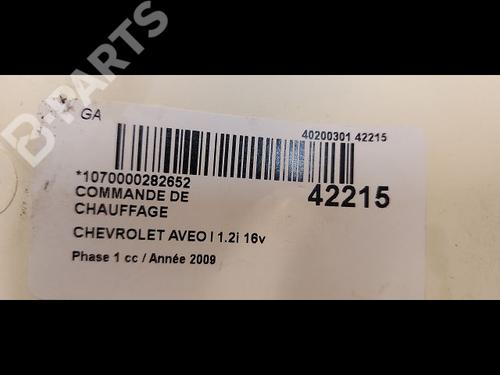 B-PARTS
GA
40200301 42215
*1070000282652
42215
COMMANDE DE
CHAUFFAGE
CHEVROLET AVEO I 1.2i 16v
Phase 1 cc / Année 2009